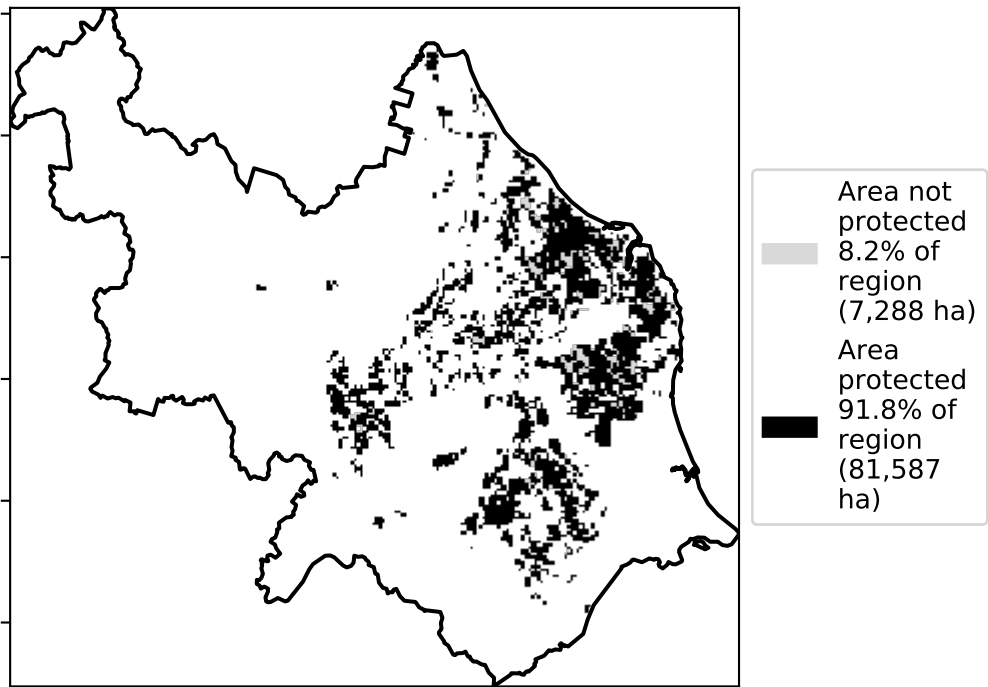 Area not
protected
8.2% of
region
(7,288 ha)
Area
protected
91.8% of
region
(81,587
ha)